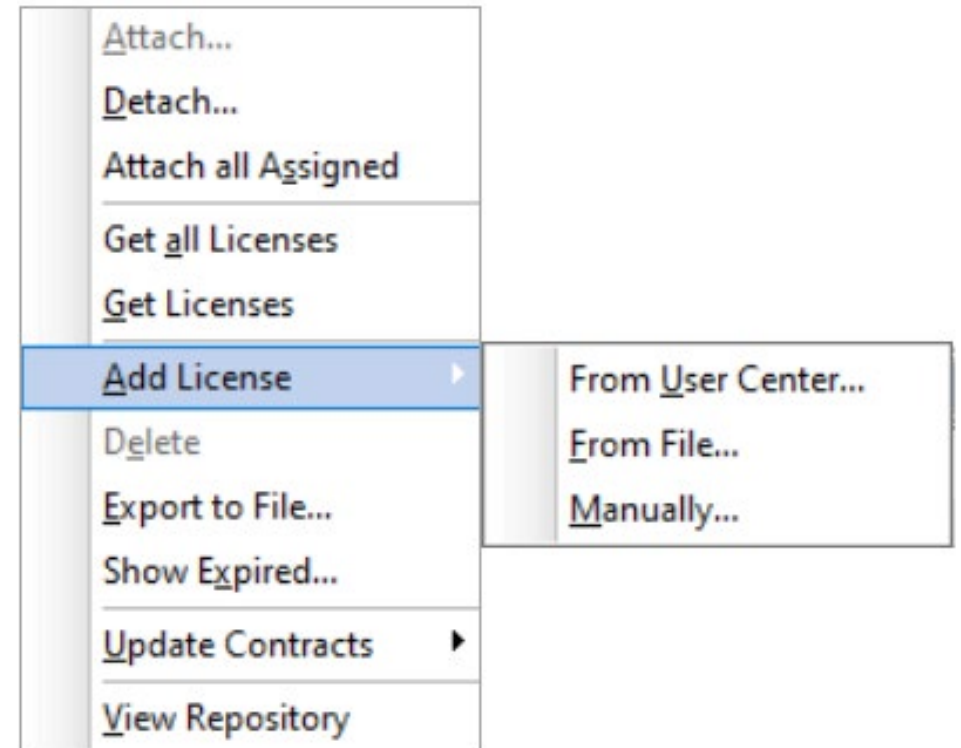 Attach...
Detach...
Attach all Assigned
Get all Licenses
Get Licenses
Add License
From User Center...
From File...
Manually...
Delete
Export to File...
Show Expired...
Update Contracts
View Repository